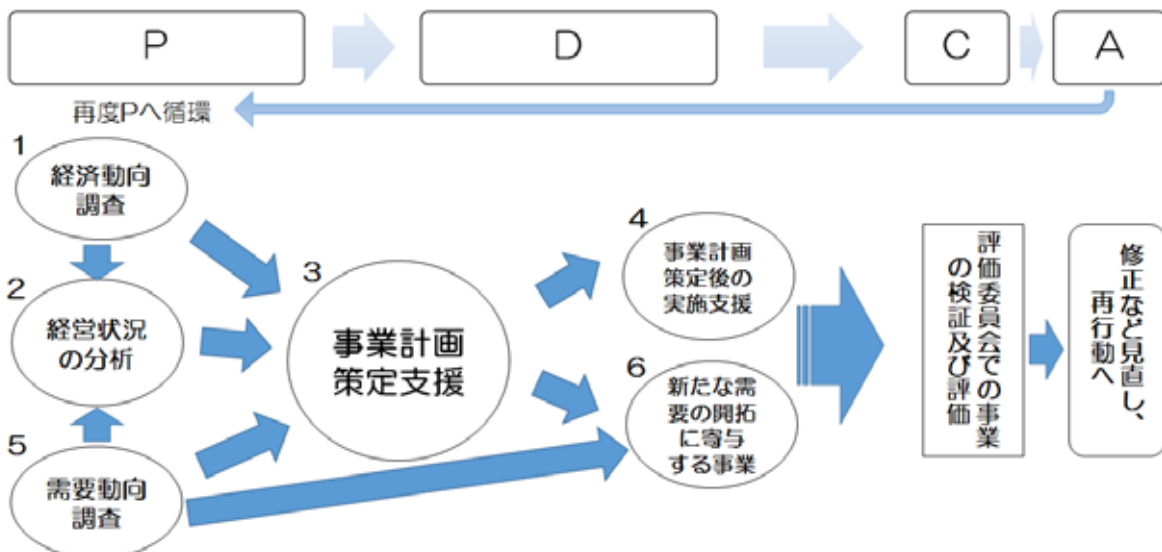 P
D
C
A
再度Pへ循環
1
経済動向
調査
2
経営状況
の分析
5
需要動向
調査
3
事業計画
策定支援
4
事業計画
策定後の
実施支援
6
新たな需
要の開拓
に寄与
する事業
評価委員会での事業
の検証及び評価
修正など見直し、
再行動へ